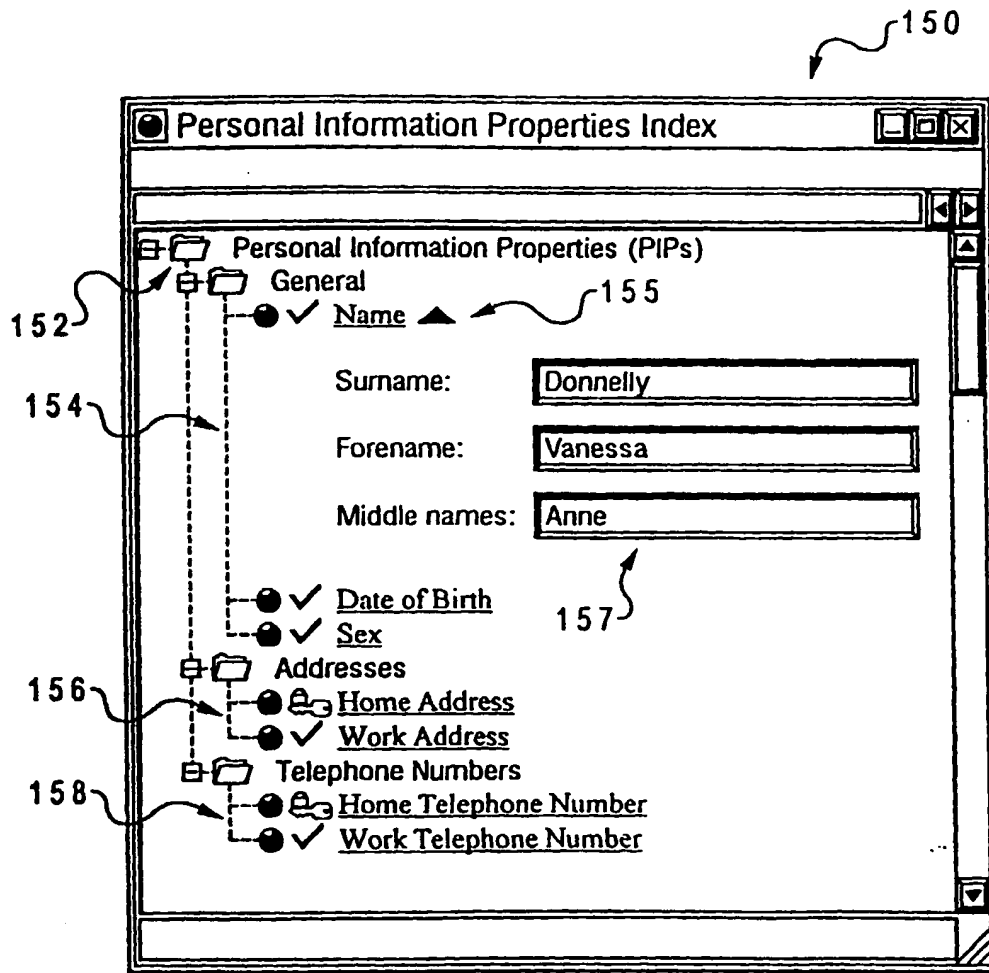 150
Personal Information Properties Index
Personal Information Properties (PIPs)
152
General
Name
155
154
Surname: Donnelly
Forename: Vanessa
Middle names: Anne
157
Date of Birth
Sex
Addresses
156
Home Address
Work Address
Telephone Numbers
158
Home Telephone Number
Work Telephone Number